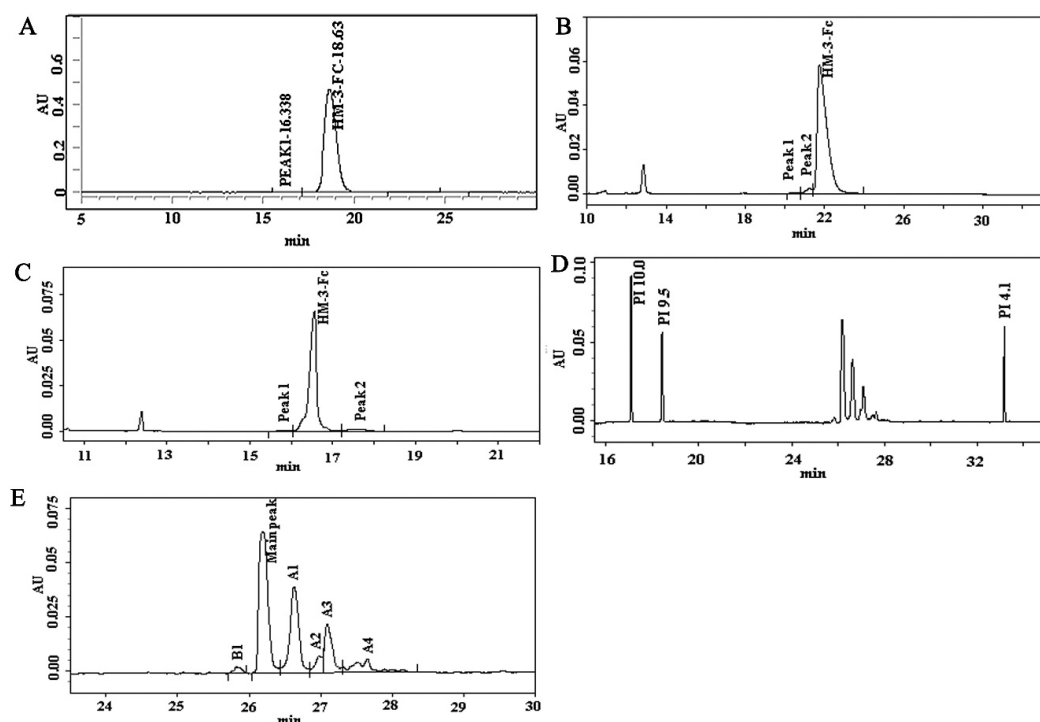 A
AU
0.6
0.4
0.2
0
PEAK1-16.338
HM-3-FC-18.63
5
10
15
20
25
min
B
AU
0.06
0.04
0.02
0.00
Peak 1
Peak 2
HM-3-Fc
10
14
18
22
26
30
min
C
AU
0.075
0.050
0.025
0.00
Peak 1
HM-3-Fc
Peak 2
11
13
15
16
17
19
21
min
D
AU
0.10
0.05
0.00
PI 10.0
PI 9.5
PI 4.1
16
20
24
28
32
min
E
AU
0.075
0.050
0.025
0.000
B1
Main peak
A1
A2
A3
A4
24
25
26
27
28
29
30
min